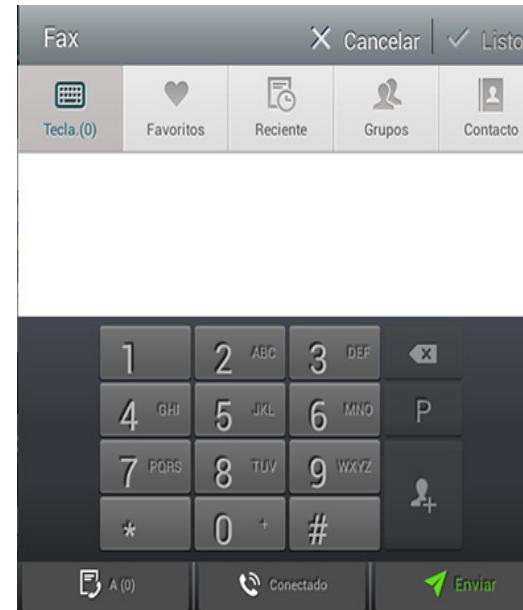 Fax Cancelar Listo
Tecla.(0) Favoritos Reciente Grupos Contacto
1 2 ABC 3 DEF
4 GHI 5 JKL 6 MNO P
7 PQRS 8 TUV 9 WXYZ
* 0 + #
A (0) Conectado Enviar